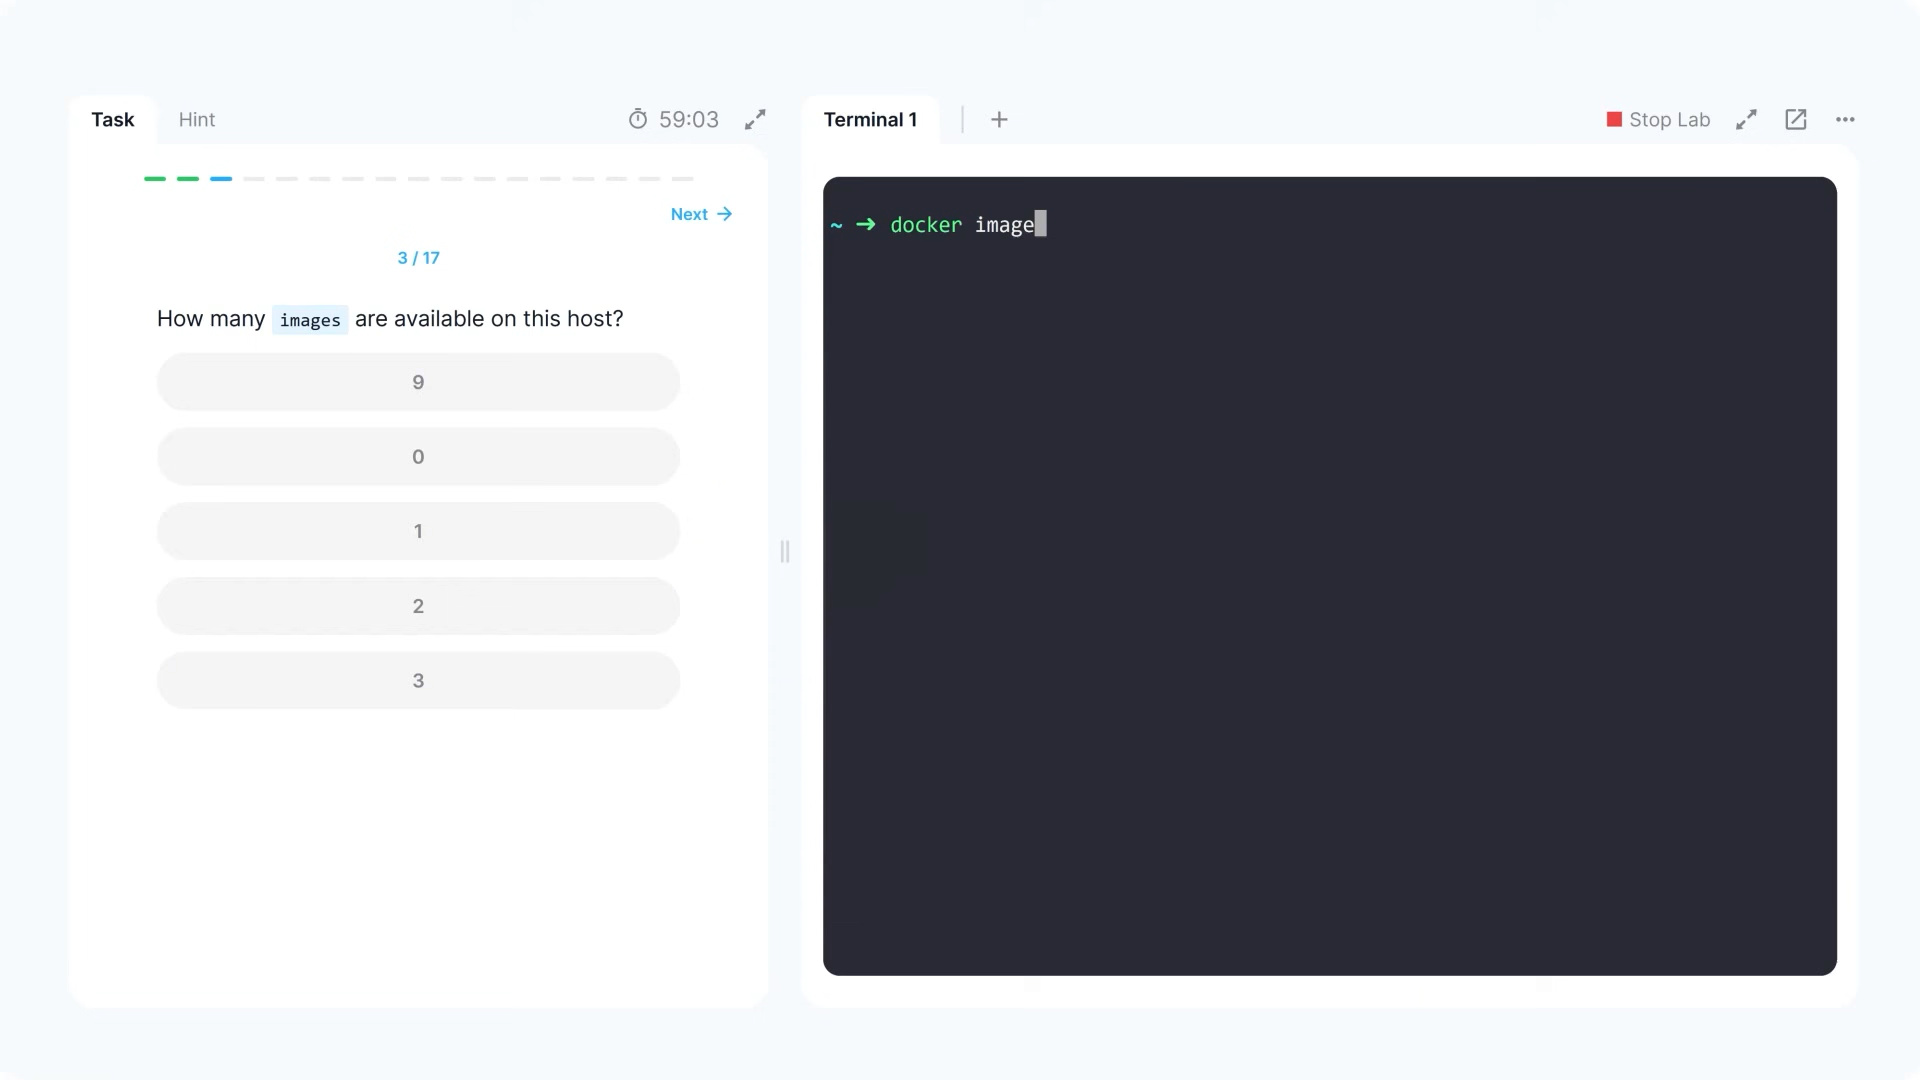 Task
Hint
59:03
Next →
3 / 17
How many images are available on this host?
9
0
1
2
3
Terminal 1
+
Stop Lab
~ ➜ docker image